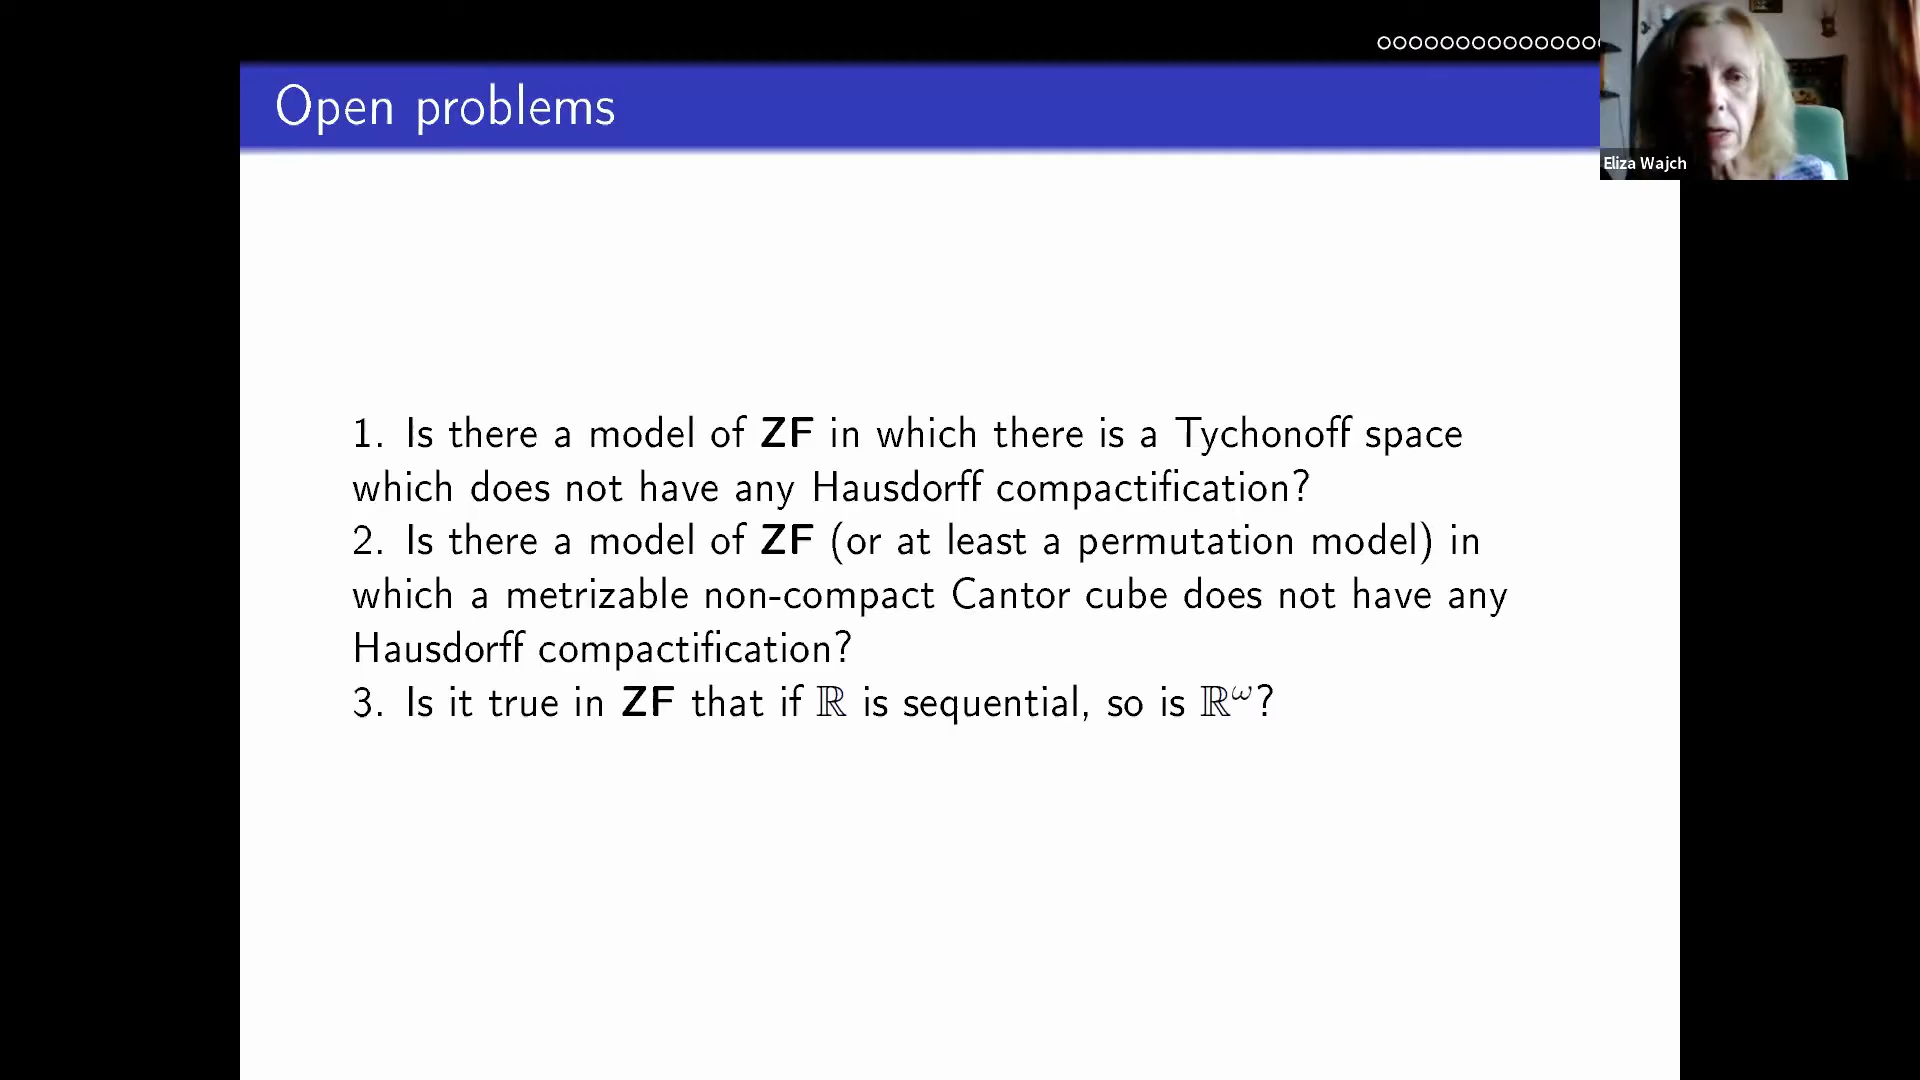 Open problems
Eliza Wajch
1. Is there a model of ZF in which there is a Tychonoff space
which does not have any Hausdorff compactification?
2. Is there a model of ZF (or at least a permutation model) in
which a metrizable non-compact Cantor cube does not have any
Hausdorff compactification?
3. Is it true in ZF that if ℝ is sequential, so is ℝ^ω?